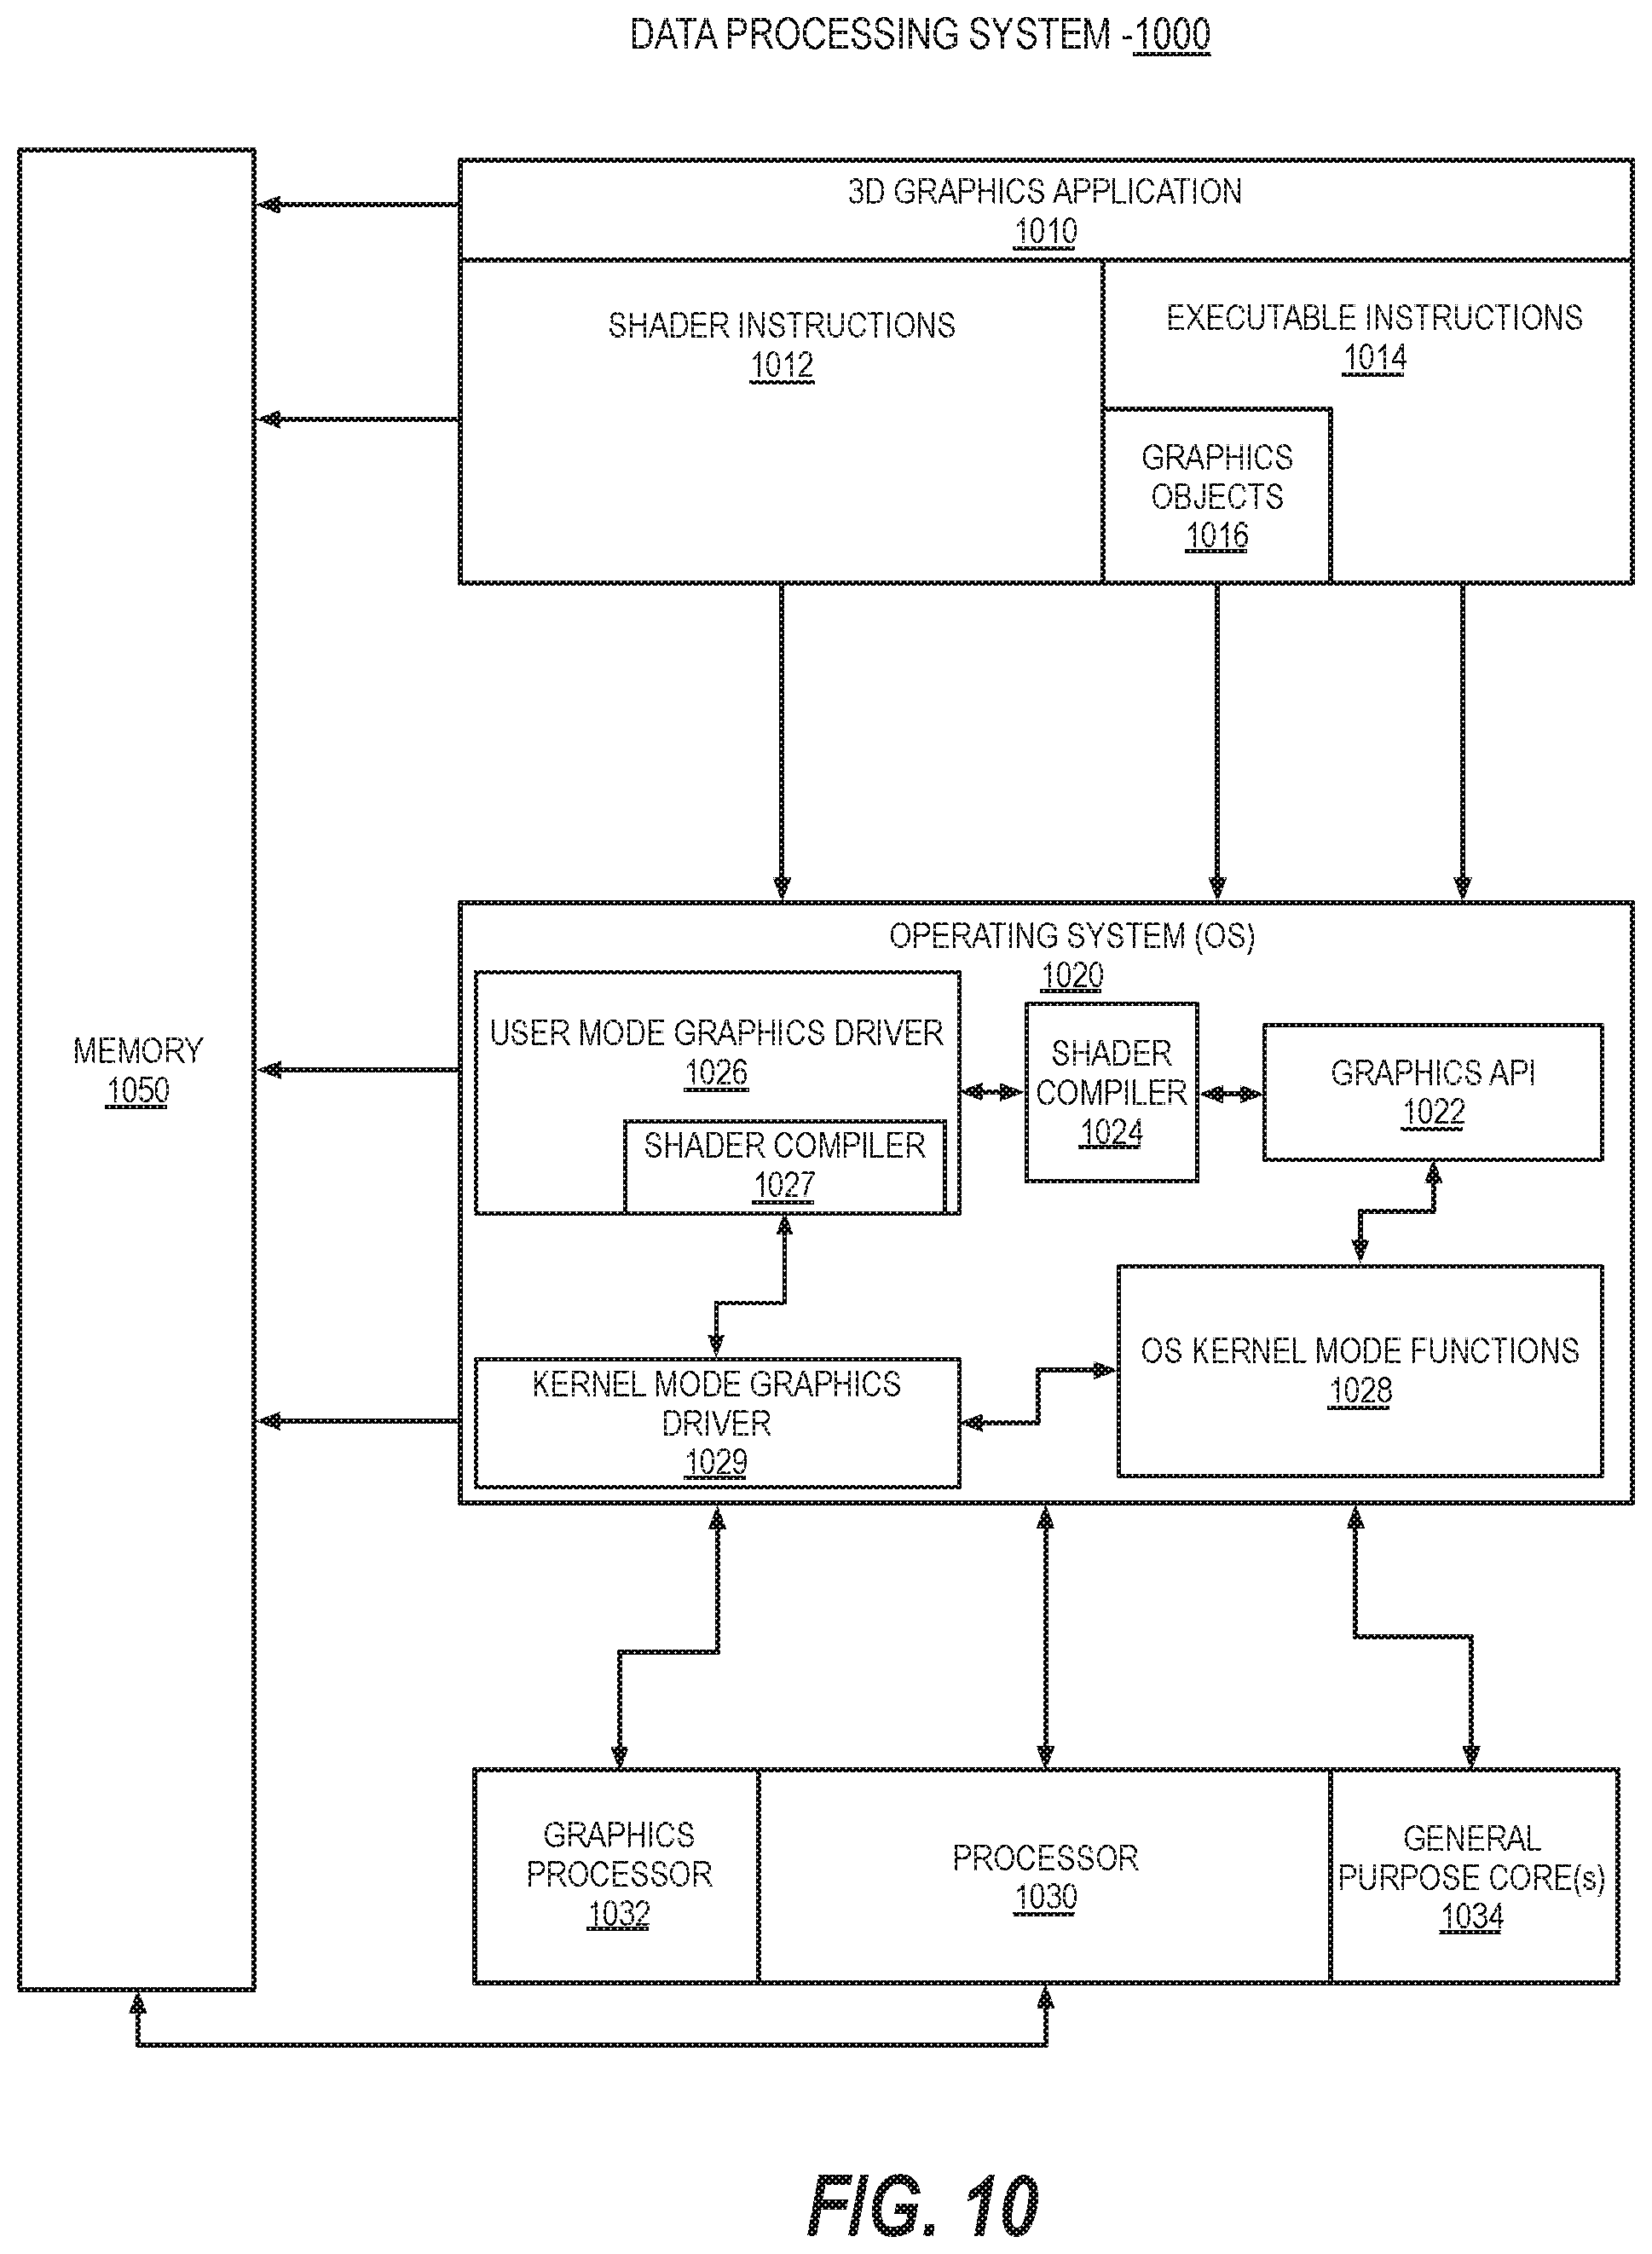 DATA PROCESSING SYSTEM -1000
3D GRAPHICS APPLICATION
1010
SHADER INSTRUCTIONS
1012
EXECUTABLE INSTRUCTIONS
1014
GRAPHICS
OBJECTS
1016
OPERATING SYSTEM (OS)
1020
USER MODE GRAPHICS DRIVER
1026
SHADER COMPILER
1027
SHADER
COMPILER
1024
GRAPHICS API
1022
MEMORY
1050
KERNEL MODE GRAPHICS
DRIVER
1029
OS KERNEL MODE FUNCTIONS
1028
GRAPHICS
PROCESSOR
1032
PROCESSOR
1030
GENERAL
PURPOSE CORE(s)
1034
FIG. 10